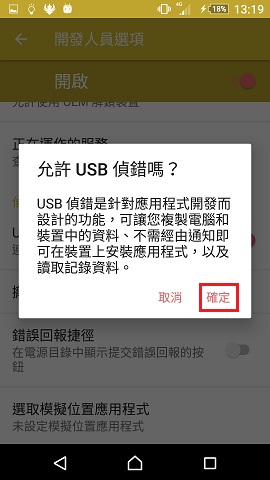 4G
18%
13:19
開發人員選項
開啟
允許使用 OEM 解鎖裝置
正在運作的服務
允許 USB 偵錯嗎？
USB 偵錯是針對應用程式開發而
設計的功能，可讓您複製電腦和
裝置中的資料、不需經由通知即
可在裝置上安裝應用程式，以及
讀取記錄資料。
取消
確定
錯誤回報捷徑
在電源目錄中顯示提交錯誤回報的按
鈕
選取模擬位置應用程式
未設定模擬位置應用程式